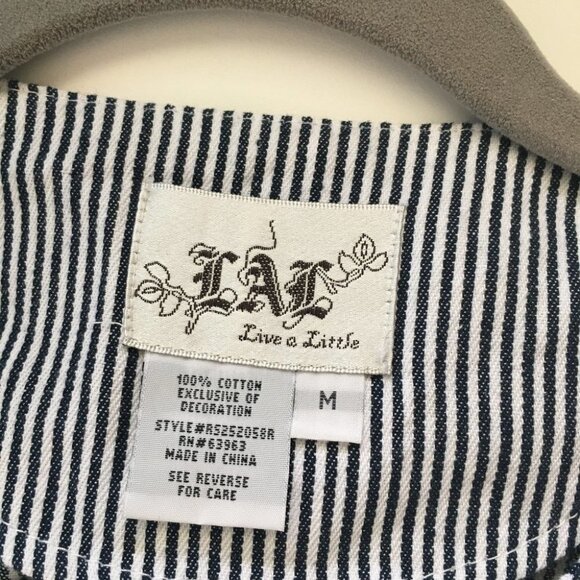 LAL
Live a Little
M
100% COTTON
EXCLUSIVE OF
DECORATION
STYLE#RS252058R
RN#63963
MADE IN CHINA
SEE REVERSE
FOR CARE